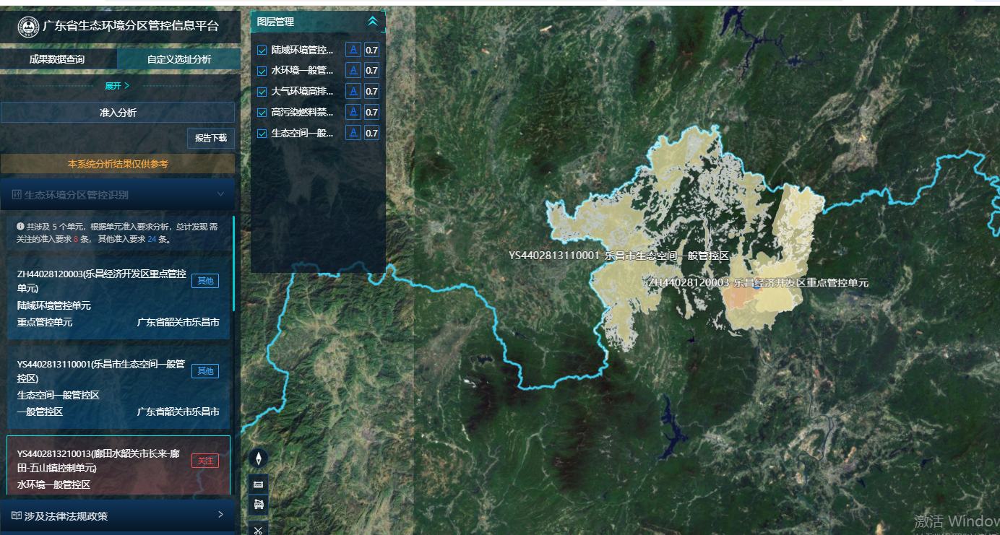 广东省生态环境分区管控信息平台
成果数据查询
自定义选址分析
展开 >
准入分析
报告下载
本系统分析结果仅供参考
生态环境分区管控识别
共涉及 5 个单元，根据单元准入要求分析，总计发现 需
关注的准入要求 8 条， 其他准入要求 24 条。
ZH44028120003(乐昌经济开发区重点管控
单元)
其他
陆域环境管控单元
重点管控单元
广东省韶关市乐昌市
YS4402813110001(乐昌市生态空间一般管
控区)
其他
生态空间一般管控区
一般管控区
广东省韶关市乐昌市
YS4402813210013(廊田水韶关市长来-廊
田-五山镇控制单元)
关注
水环境一般管控区
涉及法律法规政策
图层管理
陆域环境管控... A 0.7
水环境一般管... A 0.7
大气环境高排... A 0.7
高污染燃料禁... A 0.7
生态空间一般... A 0.7
YS4402813110001-乐昌市生态空间一般管控区
ZH44028120003-乐昌经济开发区重点管控单元
激活 Window